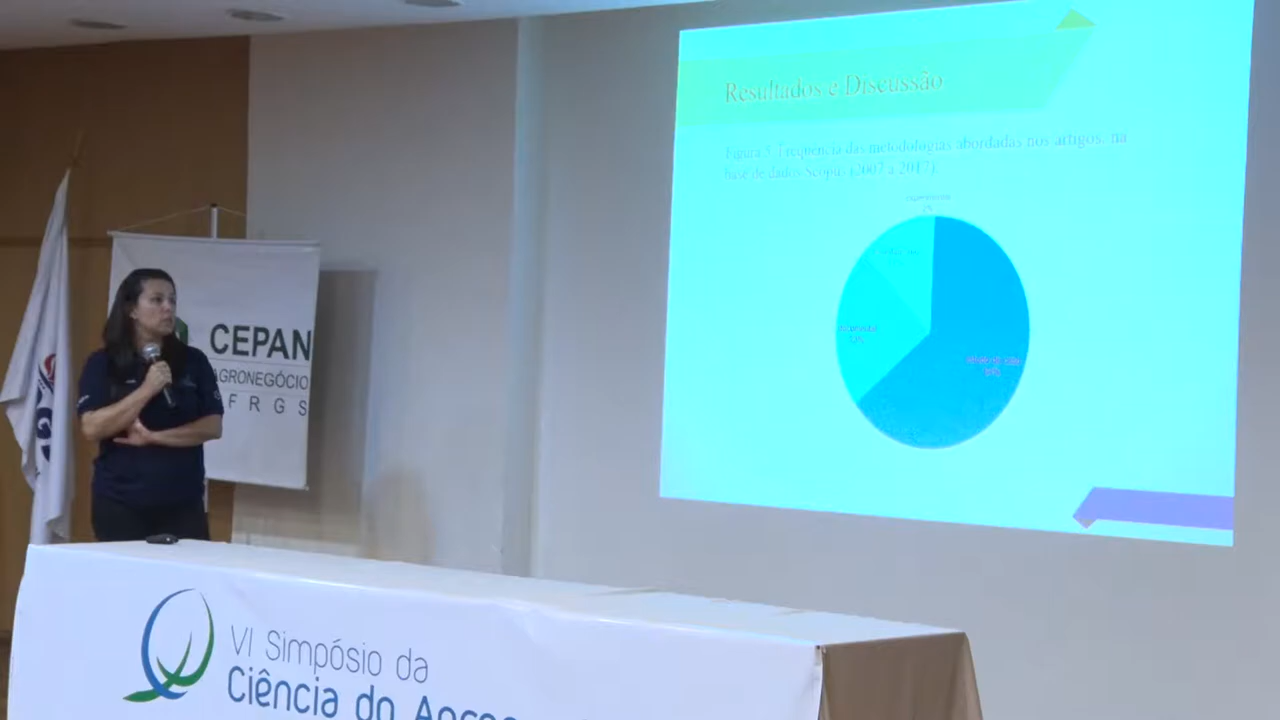 Resultados e Discussão
Figura 5. Frequência das metodologias abordadas nos artigos, na
base de dados Scopus (2007 a 2017).
CEPAN
AGRONEGÓCIO
FRGS
VI Simpósio da
Ciência do